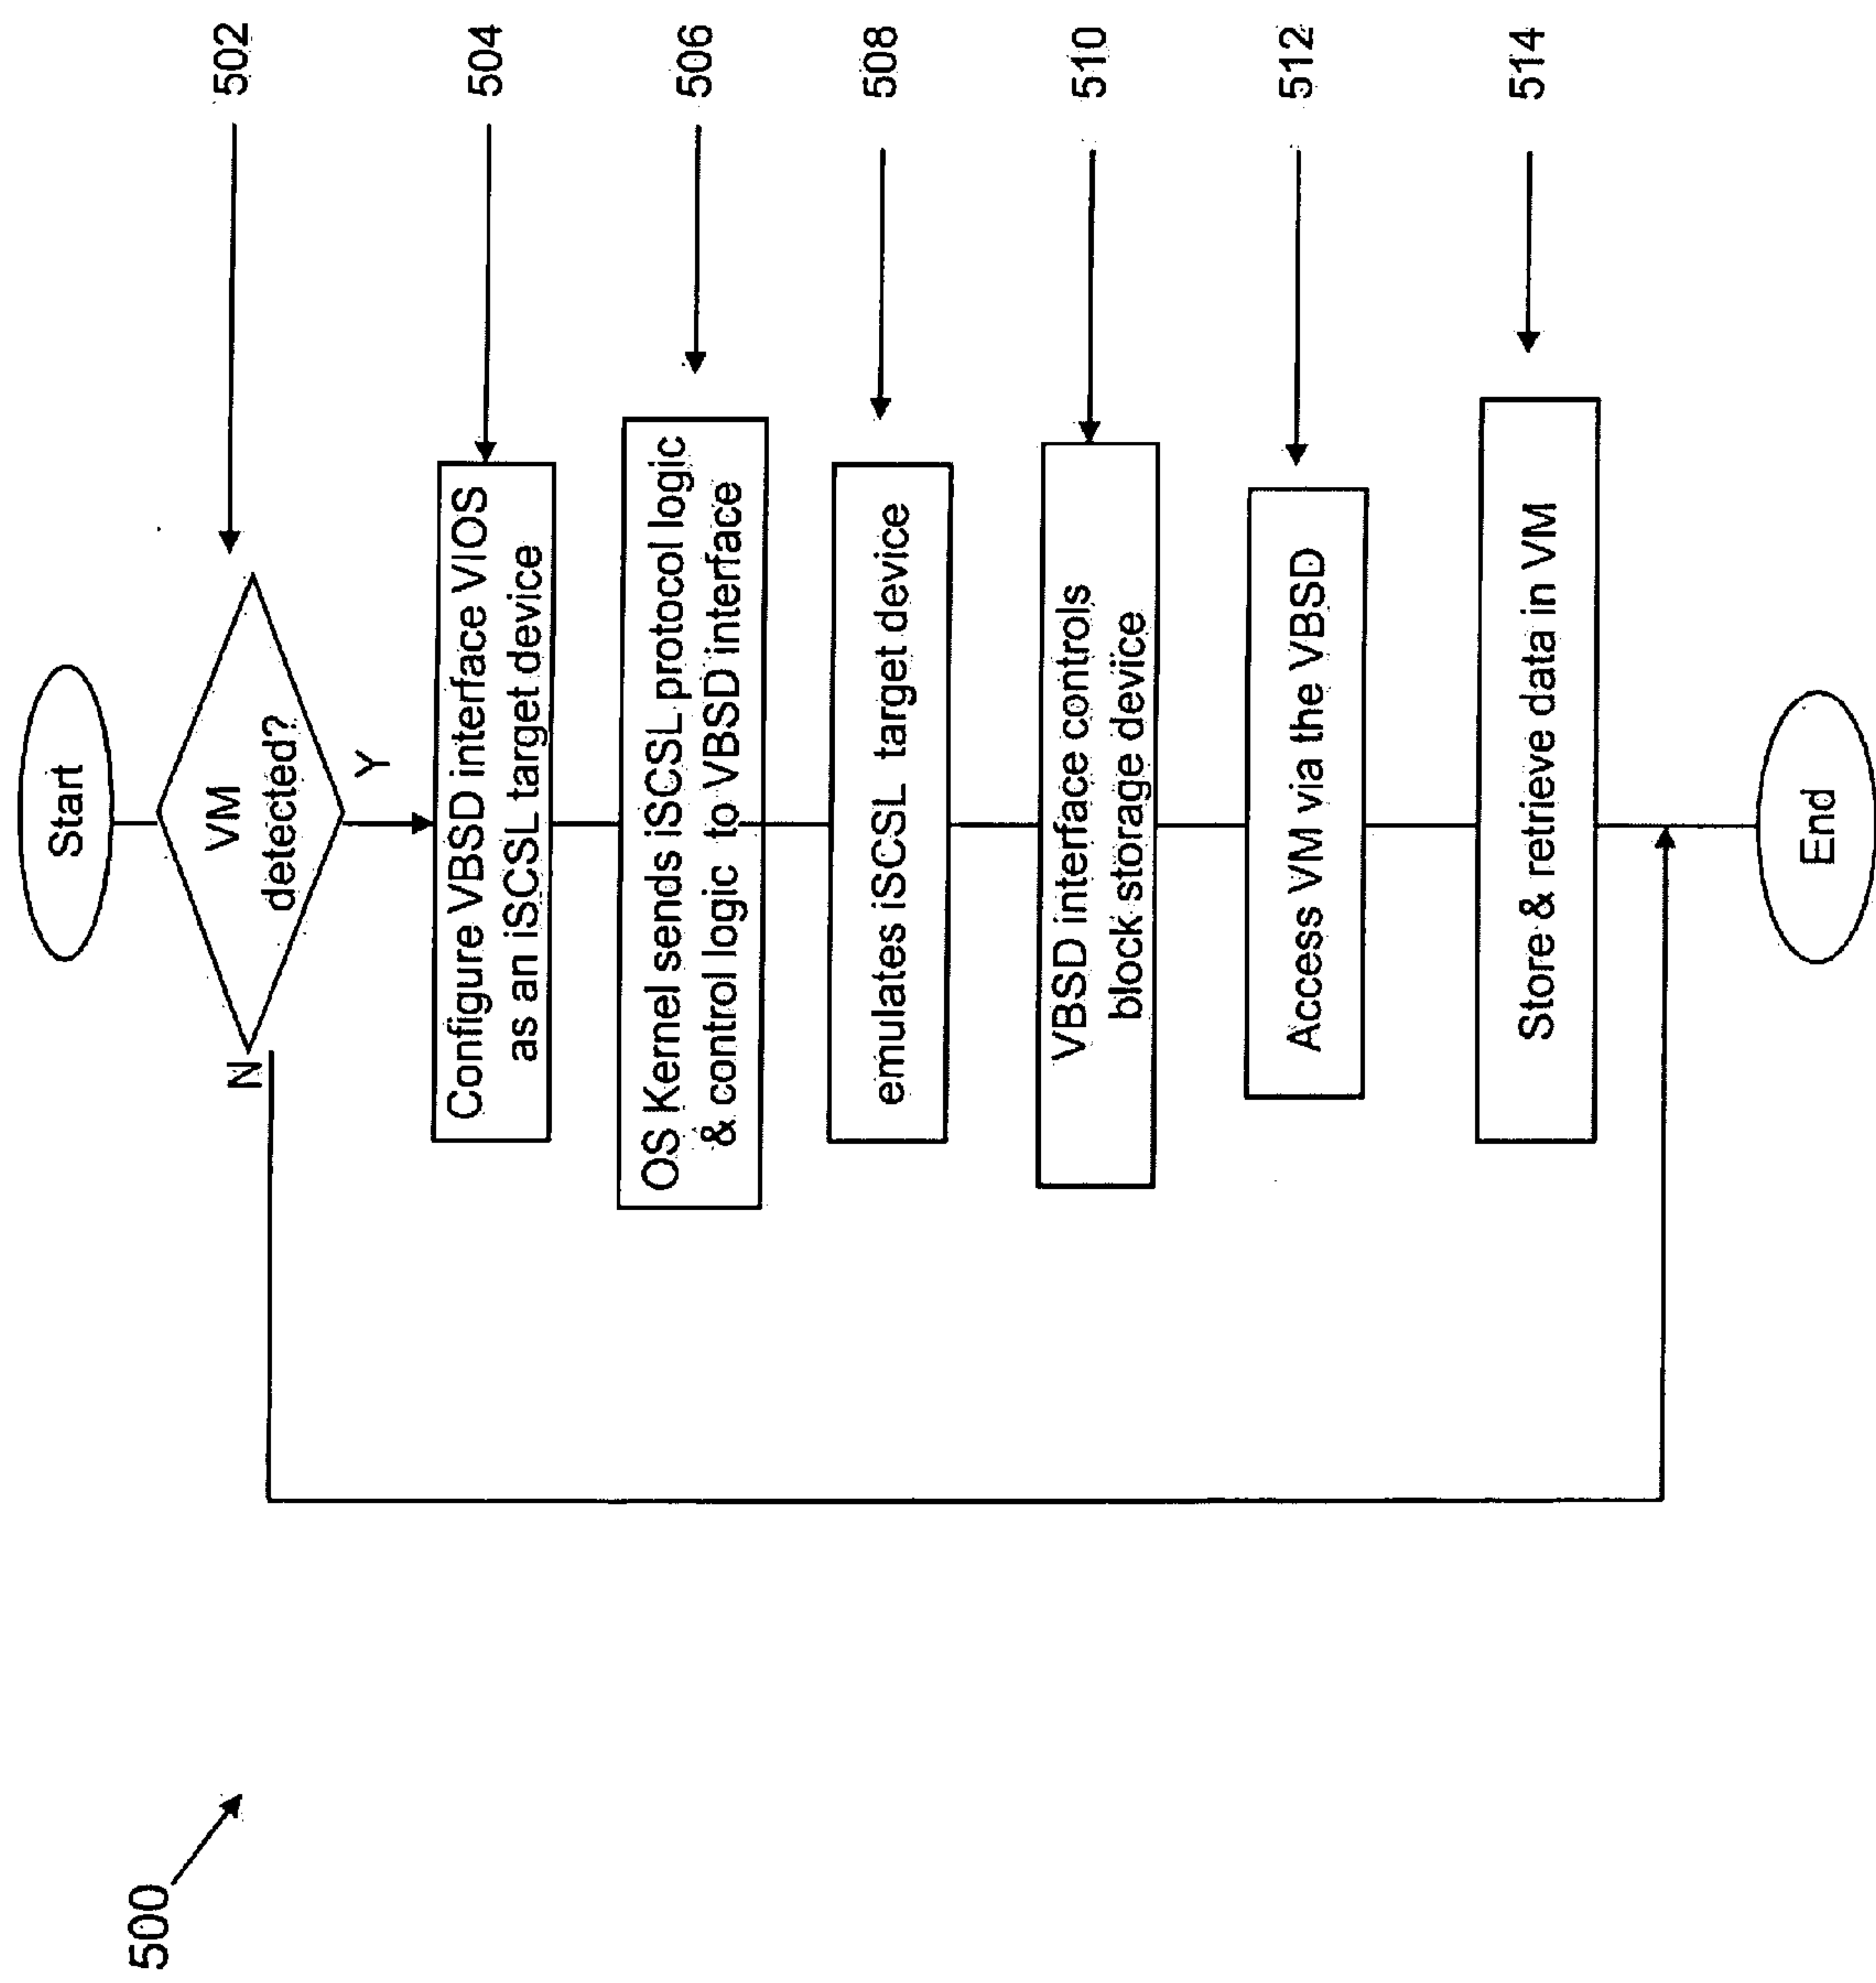 500
Start
502
VM
detected?
N
Y
504
Configure VBSD interface VIOS
as an iSCSL target device
506
OS Kernel sends iSCSL protocol logic
& control logic to VBSD interface
508
emulates iSCSL target device
510
VBSD interface controls
block storage device
512
Access VM via the VBSD
514
Store & retrieve data in VM
End